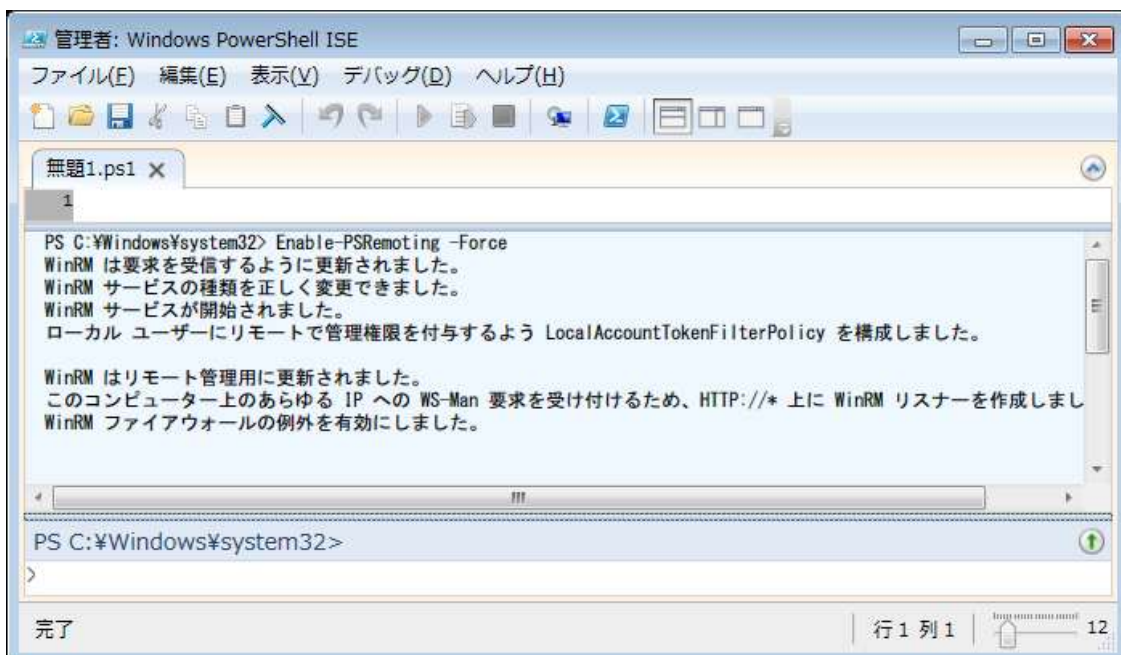 管理者: Windows PowerShell ISE
ファイル(F) 編集(E) 表示(V) デバッグ(D) ヘルプ(H)
無題1.ps1
1
PS C:¥Windows¥system32> Enable-PSRemoting -Force
WinRM は要求を受信するように更新されました。
WinRM サービスの種類を正しく変更できました。
WinRM サービスが開始されました。
ローカル ユーザーにリモートで管理権限を付与するよう LocalAccountTokenFilterPolicy を構成しました。
WinRM はリモート管理用に更新されました。
このコンピューター上のあらゆる IP への WS-Man 要求を受け付けるため、HTTP://* 上に WinRM リスナーを作成しまし
WinRM ファイアウォールの例外を有効にしました。
PS C:¥Windows¥system32>
>
完了 行 1 列 1 12